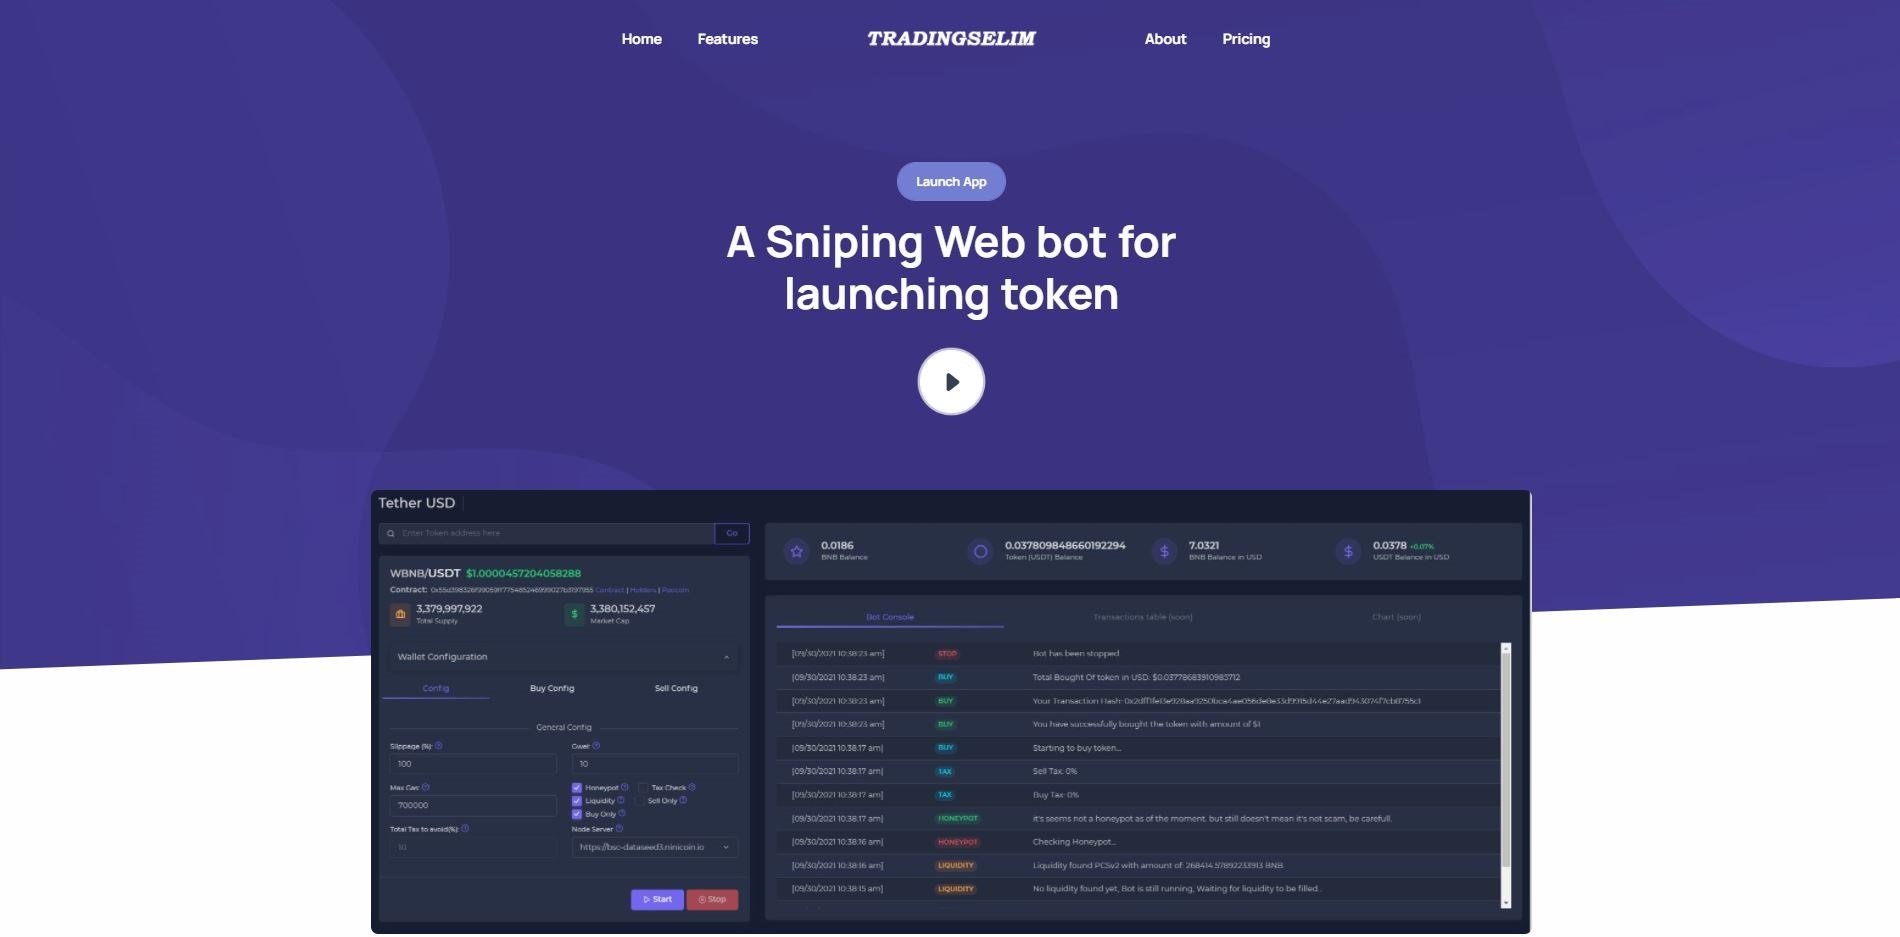 Home Features TRADINGSELIM About Pricing
Launch App
A Sniping Web bot for
launching token
Tether USD
Enter Token address here Go
WBNB/USDT $1.0000457204058288
Contract: Contract | Holders | Poocoin
3,379,997,922 3,380,152,457
Total Supply Market Cap
Wallet Configuration
Config Buy Config Sell Config
General Config
Slippage (%): Gwei:
100 10
Max Gas: Honeypot Tax Check
700000 Liquidity Sell Only
Buy Only
Total Tax to avoid(%): Node Server
10 https://bsc-dataseed3.ninicoin.io
Start Stop
0.0186 0.037809848660192294 7.0321 0.0378 +0.07%
BNB Balance Token (USDT) Balance BNB Balance in USD USDT Balance in USD
Bot Console Transactions table (soon) Chart (soon)
[09/30/2021 10:38:23 am] STOP Bot has been stopped
[09/30/2021 10:38:23 am] BUY Total Bought Of token in USD: $0.03778683910985712
[09/30/2021 10:38:23 am] BUY Your Transaction Hash:
[09/30/2021 10:38:23 am] BUY You have successfully bought the token with amount of $1
[09/30/2021 10:38:17 am] BUY Starting to buy token...
[09/30/2021 10:38:17 am] TAX Sell Tax: 0%
[09/30/2021 10:38:17 am] TAX Buy Tax: 0%
[09/30/2021 10:38:17 am] HONEYPOT it's seems not a honeypot as of the moment. but still doesn't mean it's not scam, be carefull.
[09/30/2021 10:38:16 am] HONEYPOT Checking Honeypot...
[09/30/2021 10:38:16 am] LIQUIDITY Liquidity found PCSv2 with amount of: 268414.57892233913 BNB
[09/30/2021 10:38:15 am] LIQUIDITY No liquidity found yet, Bot is still running, Waiting for liquidity to be filled...